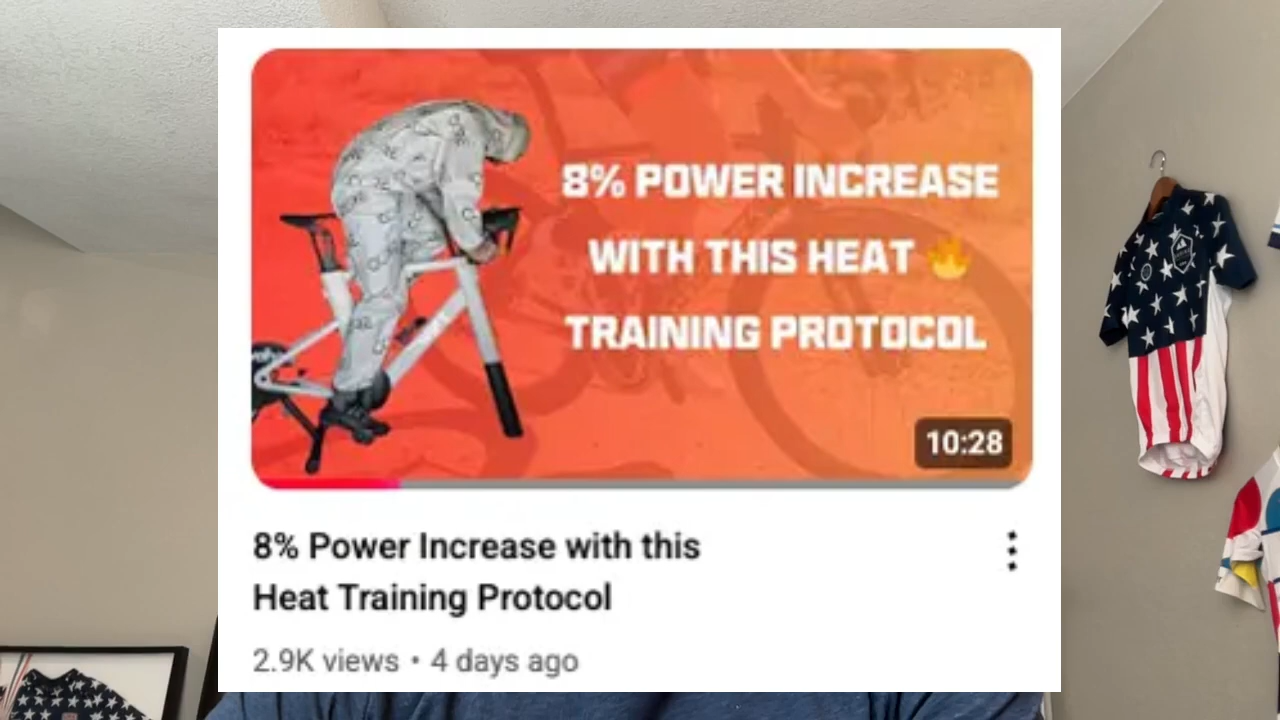 8% POWER INCREASE
WITH THIS HEAT 🔥
TRAINING PROTOCOL
10:28
8% Power Increase with this
Heat Training Protocol
2.9K views • 4 days ago